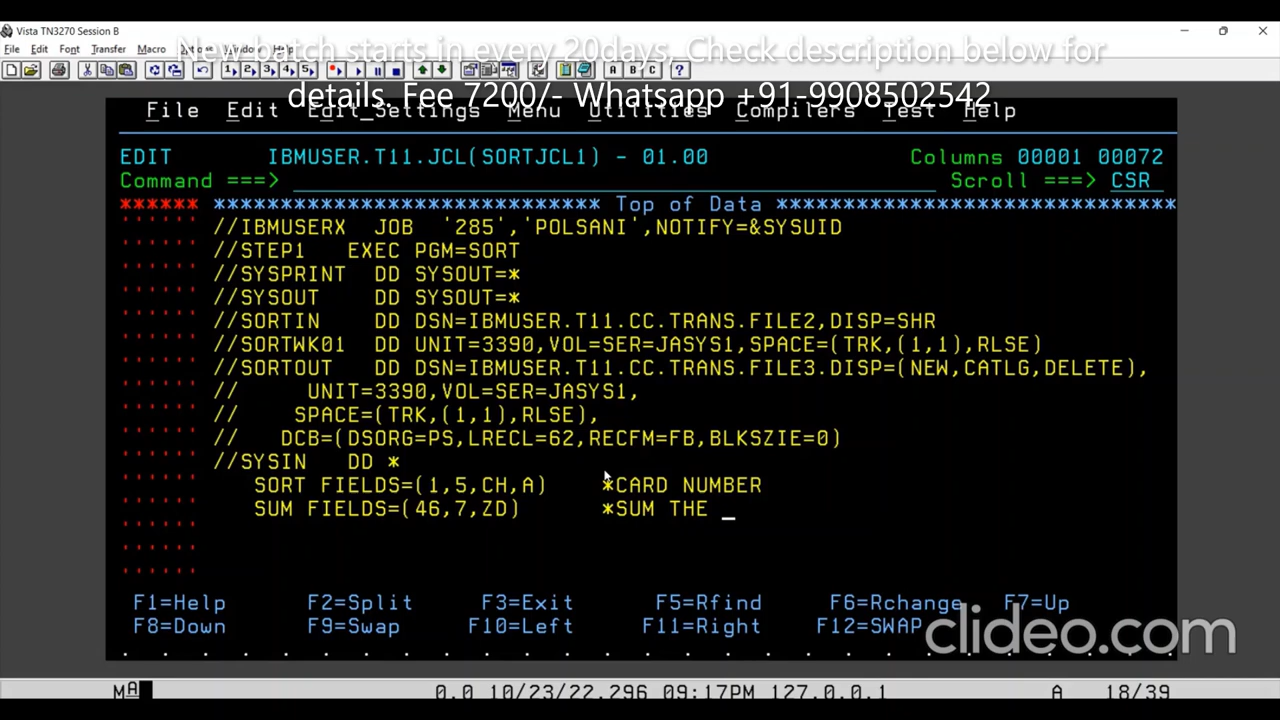 Vista TN3270 Session B
File Edit Font Transfer Macro Options Window Help
New batch starts in every 20days. Check description below for
details. Fee 7200/- Whatsapp +91-9908502542
File Edit Edit_Settings Menu Utilities Compilers Test Help
EDIT IBMUSER.T11.JCL(SORTJCL1) - 01.00 Columns 00001 00072
Command ===> Scroll ===> CSR
****** ***************************** Top of Data ******************************
//IBMUSERX JOB '285','POLSANI',NOTIFY=&SYSUID
//STEP1 EXEC PGM=SORT
//SYSPRINT DD SYSOUT=*
//SYSOUT DD SYSOUT=*
//SORTIN DD DSN=IBMUSER.T11.CC.TRANS.FILE2,DISP=SHR
//SORTWK01 DD UNIT=3390,VOL=SER=JASYS1,SPACE=(TRK,(1,1),RLSE)
//SORTOUT DD DSN=IBMUSER.T11.CC.TRANS.FILE3.DISP=(NEW,CATLG,DELETE),
// UNIT=3390,VOL=SER=JASYS1,
// SPACE=(TRK,(1,1),RLSE),
// DCB=(DSORG=PS,LRECL=62,RECFM=FB,BLKSZIE=0)
//SYSIN DD *
SORT FIELDS=(1,5,CH,A) *CARD NUMBER
SUM FIELDS=(46,7,ZD) *SUM THE _
F1=Help F2=Split F3=Exit F5=Rfind F6=Rchange F7=Up
F8=Down F9=Swap F10=Left F11=Right F12=SWAP
clideo.com
MA 0.0 10/23/22.296 09:17PM 127.0.0.1 A 18/39